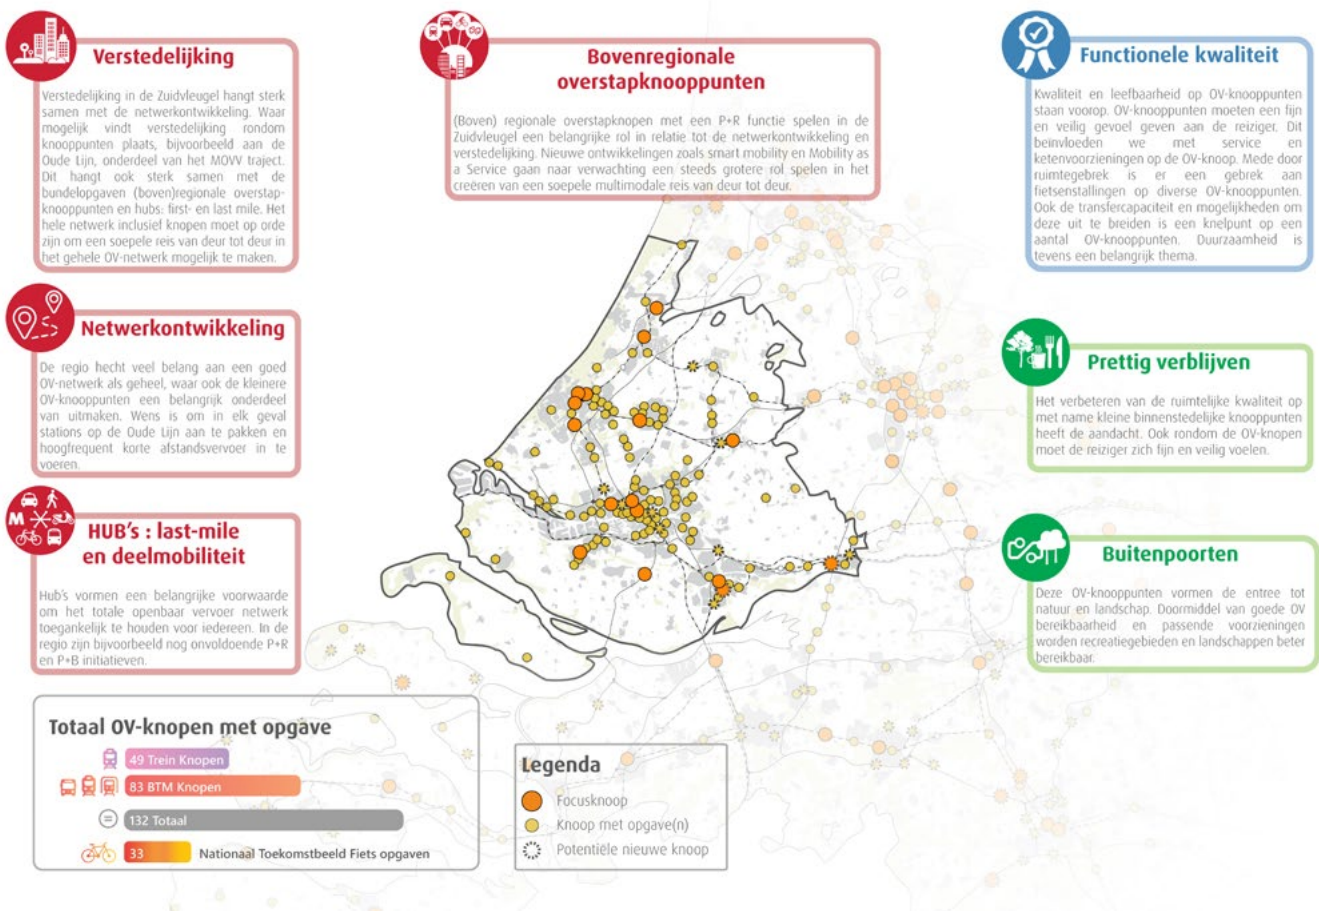 Verstedelijking
Verstedelijking in de Zuidvleugel hangt sterk
samen met de netwerkontwikkeling. Waar
mogelijk vindt verstedelijking rondom
knooppunten plaats, bijvoorbeeld aan de
Oude Lijn, onderdeel van het MOVV traject.
Dit hangt ook sterk samen met de
bundelopgaven (boven)regionale overstap-
knooppunten en hubs: first- en last mile. Het
hele netwerk inclusief knopen moet op orde
zijn om een soepele reis van deur tot deur in
het gehele OV-netwerk mogelijk te maken.
Netwerkontwikkeling
De regio hecht veel belang aan een goed
OV-netwerk als geheel, waar ook de kleinere
OV-knooppunten een belangrijk onderdeel
van uitmaken. Wens is om in elk geval
stations op de Oude Lijn aan te pakken en
hoogfrequent korte afstandsvervoer in te
voeren.
M
HUB's : last-mile
en deelmobiliteit
Hub's vormen een belangrijke voorwaarde
om het totale openbaar vervoer netwerk
toegankelijk te houden voor iedereen. In de
regio zijn bijvoorbeeld nog onvoldoende P+R
en P+B initiatieven.
Bovenregionale
overstapknooppunten
(Boven) regionale overstapknopen met een P+R functie spelen in de
Zuidvleugel een belangrijke rol in relatie tot de netwerkontwikkeling en
verstedelijking. Nieuwe ontwikkelingen zoals smart mobility en Mobility as
a Service gaan naar verwachting een steeds grotere rol spelen in het
creëren van een soepele multimodale reis van deur tot deur.
Functionele kwaliteit
Kwaliteit en leefbaarheid op OV-knooppunten
staan voorop. OV-knooppunten moeten een fijn
en veilig gevoel geven aan de reiziger. Dit
beïnvloeden we met service en
ketenvoorzieningen op de OV-knoop. Mede door
ruimtegebrek is er een gebrek aan
fietsenstallingen op diverse OV-knooppunten.
Ook de transfercapaciteit en mogelijkheden om
deze uit te breiden is een knelpunt op een
aantal OV-knooppunten. Duurzaamheid is
tevens een belangrijk thema.
Prettig verblijven
Het verbeteren van de ruimtelijke kwaliteit op
met name kleine binnenstedelijke knooppunten
heeft de aandacht. Ook rondom de OV-knopen
moet de reiziger zich fijn en veilig voelen.
Buitenpoorten
Deze OV-knooppunten vormen de entree tot
natuur en landschap. Doormiddel van goede OV
bereikbaarheid en passende voorzieningen
worden recreatiegebieden en landschappen beter
bereikbaar.
Totaal OV-knopen met opgave
49 Trein Knopen
83 BTM Knopen
132 Totaal
33 Nationaal Toekomstbeeld Fiets opgaven
Legenda
Focusknoop
Knoop met opgave(n)
Potentiële nieuwe knoop